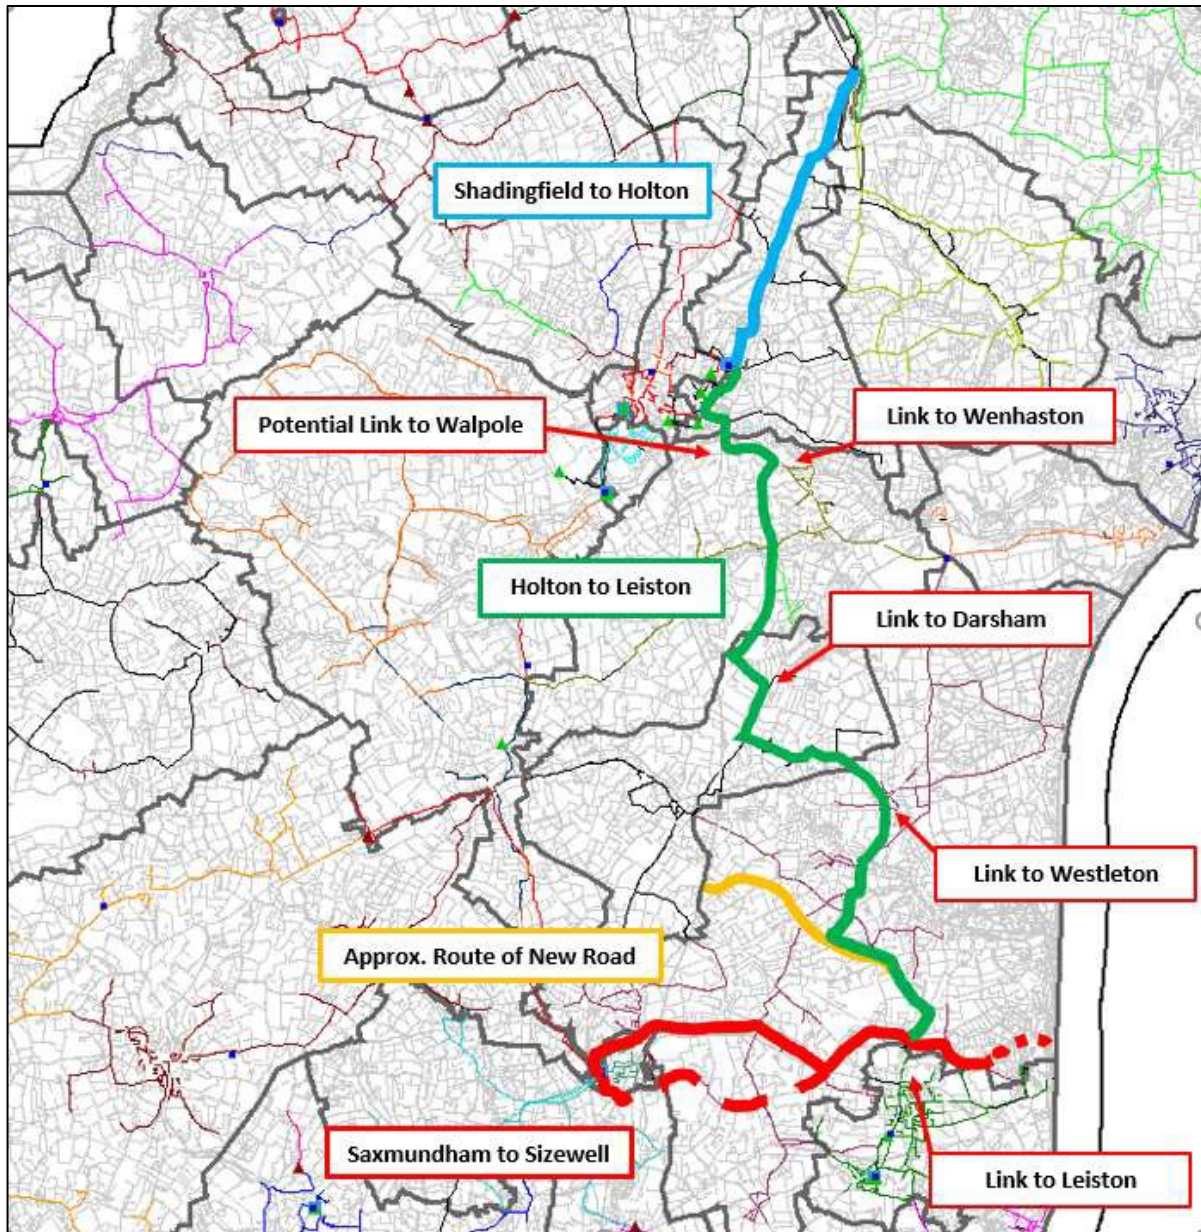 Shadingfield to Holton
Potential Link to Walpole
Link to Wenhaston
Holton to Leiston
Link to Darsham
Link to Westleton
Approx. Route of New Road
Saxmundham to Sizewell
Link to Leiston